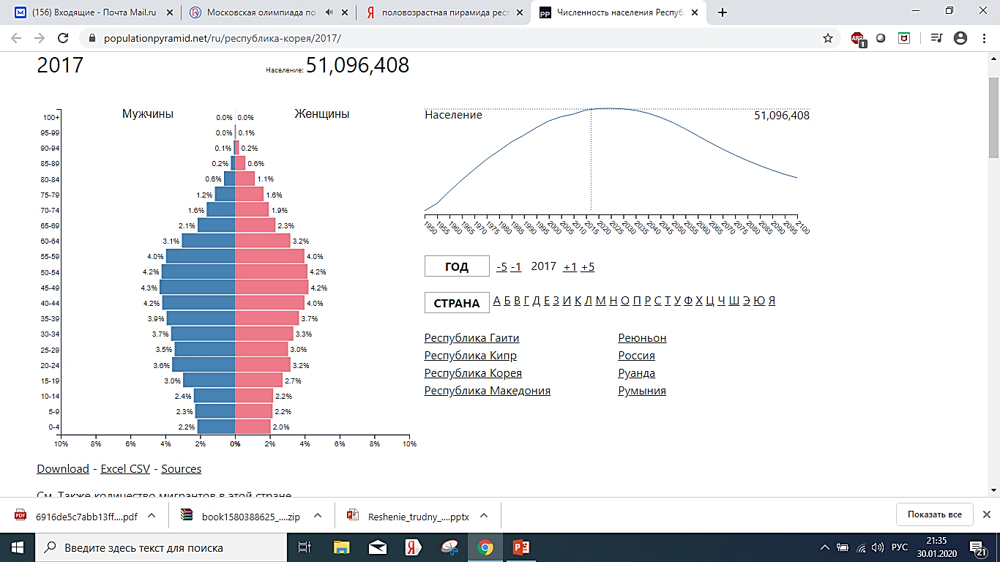 (156) Входящие - Почта Mail.ru
Московская олимпиада по
половозрастная пирамида респ
Численность населения Республ
populationpyramid.net/ru/республика-корея/2017/
2017
Население: 51,096,408
Мужчины
Женщины
100+ 0.0% 0.0%
95-99 0.0% 0.1%
90-94 0.1% 0.2%
85-89 0.2% 0.6%
80-84 0.6% 1.1%
75-79 1.2% 1.6%
70-74 1.6% 1.9%
65-69 2.1% 2.3%
60-64 3.1% 3.2%
55-59 4.0% 4.0%
50-54 4.2% 4.2%
45-49 4.3% 4.2%
40-44 4.2% 4.0%
35-39 3.9% 3.7%
30-34 3.7% 3.3%
25-29 3.5% 3.0%
20-24 3.6% 3.2%
15-19 3.0% 2.7%
10-14 2.4% 2.2%
5-9 2.3% 2.2%
0-4 2.2% 2.0%
10% 8% 6% 4% 2% 0% 2% 4% 6% 8% 10%
Население 51,096,408
1950 1955 1960 1965 1970 1975 1980 1985 1990 1995 2000 2005 2010 2015 2020 2025 2030 2035 2040 2045 2050 2055 2060 2065 2070 2075 2080 2085 2090 2095 2100
ГОД -5 -1 2017 +1 +5
СТРАНА А Б В Г Д Е З И К Л М Н О П Р С Т У Ф Х Ц Ч Ш Э Ю Я
Республика Гаити
Республика Кипр
Республика Корея
Республика Македония
Реюньон
Россия
Руанда
Румыния
Download - Excel CSV - Sources
См. Также количество мигрантов в этой стране
6916de5c7abb13ff....pdf
book1580388625_....zip
Reshenie_trudny_....pptx
Показать все
Введите здесь текст для поиска
РУС
21:35
30.01.2020
21